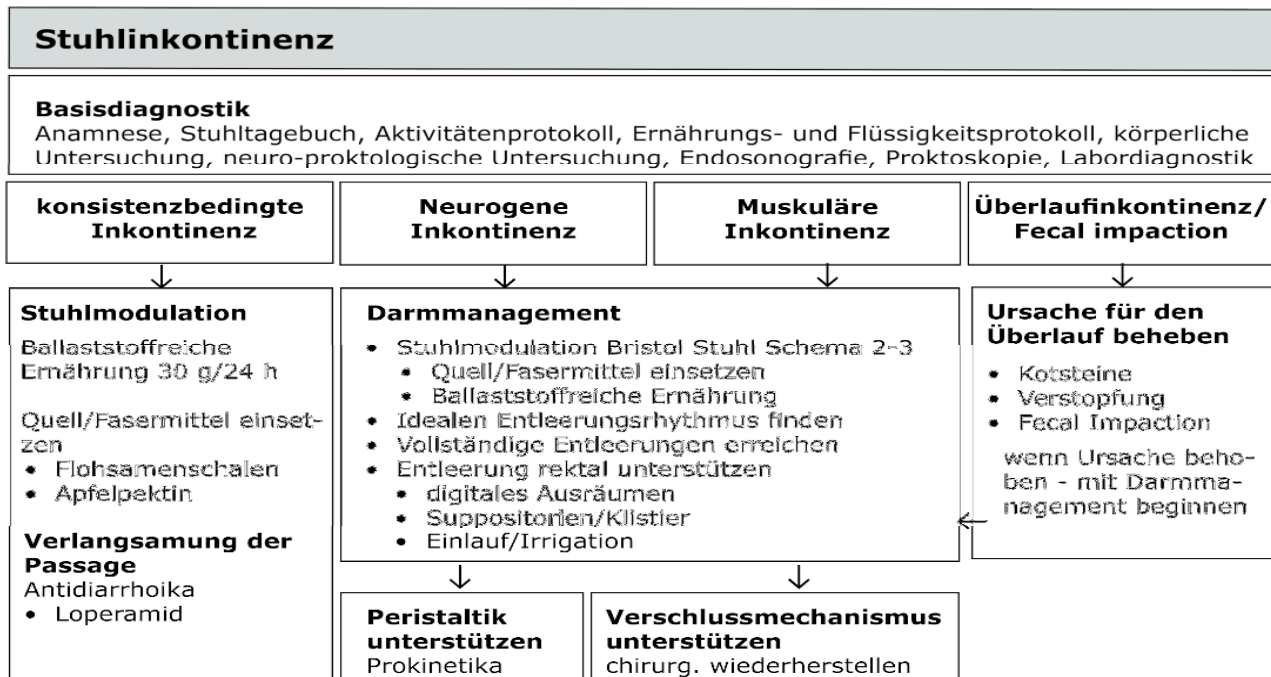 Stuhlinkontinenz
Basisdiagnostik
Anamnese, Stuhltagebuch, Aktivitätenprotokoll, Ernährungs- und Flüssigkeitsprotokoll, körperliche
Untersuchung, neuro-proktologische Untersuchung, Endosonografie, Proktoskopie, Labordiagnostik
konsistenzbedingte
Inkontinenz
Neurogene
Inkontinenz
Muskuläre
Inkontinenz
Überlaufinkontinenz/
Fecal impaction
Stuhlmodulation
Ballaststoffreiche
Ernährung 30 g/24 h
Quell/Fasermittel einset-
zen
• Flohsamenschalen
• Apfelpektin
Verlangsamung der
Passage
Antidiarrhoika
• Loperamid
Darmmanagement
• Stuhlmodulation Bristol Stuhl Schema 2-3
• Quell/Fasermittel einsetzen
• Ballaststoffreiche Ernährung
• Idealen Entleerungsrhythmus finden
• Vollständige Entleerungen erreichen
• Entleerung rektal unterstützen
• digitales Ausräumen
• Suppositorien/Klistier
• Einlauf/Irrigation
Ursache für den
Überlauf beheben
• Kotsteine
• Verstopfung
• Fecal Impaction
wenn Ursache beho-
ben - mit Darmma-
nagement beginnen
Peristaltik
unterstützen
Prokinetika
Verschlussmechanismus
unterstützen
chirurg. wiederherstellen